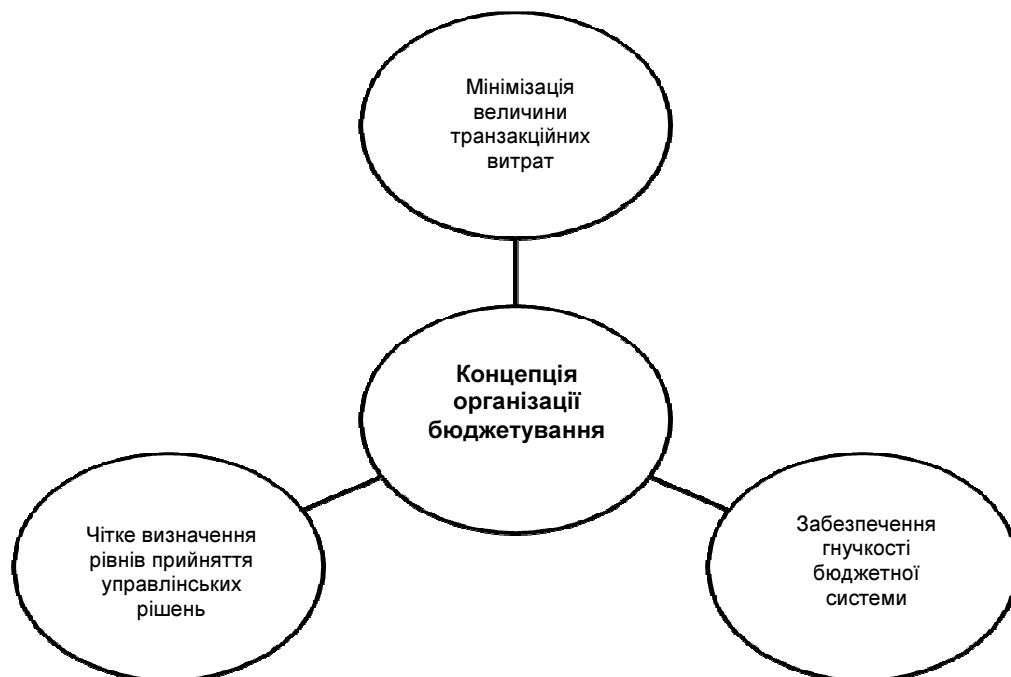 Мінімізація
величини
транзакційних
витрат
Концепція
організації
бюджетування
Чітке визначення
рівнів прийняття
управлінських
рішень
Забезпечення
гнучкості
бюджетної
системи